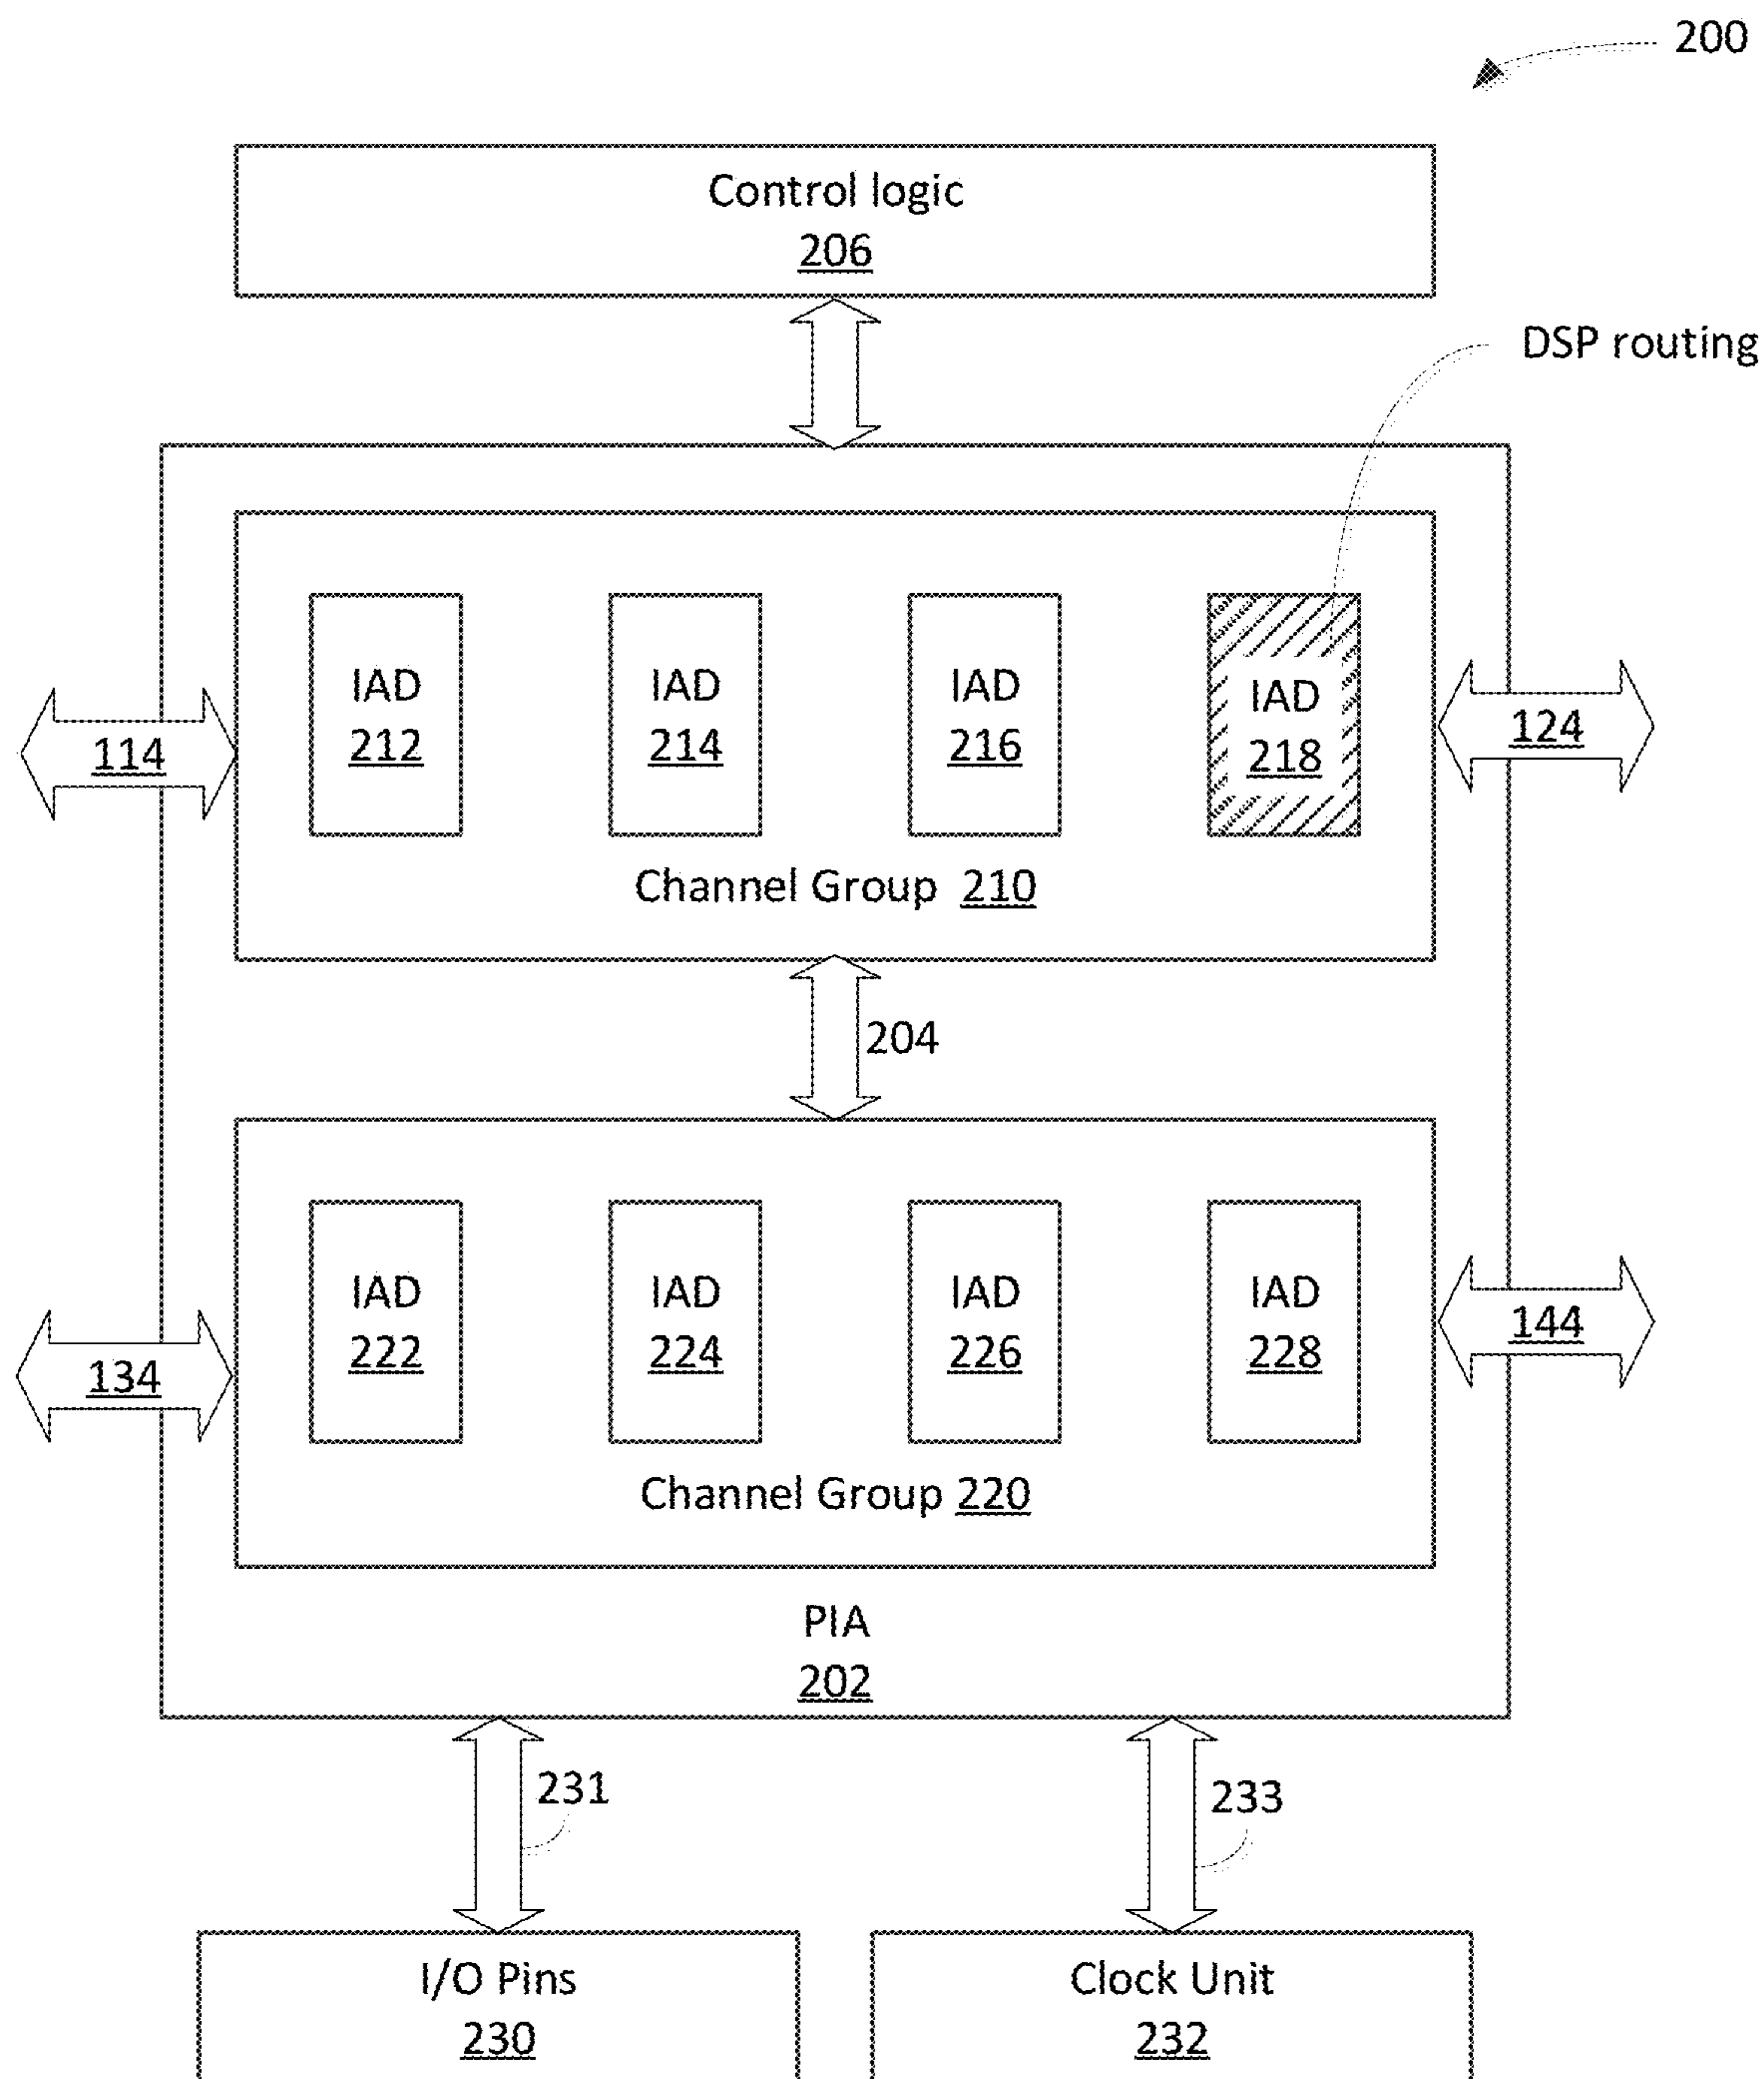 200
Control logic
206
DSP routing
IAD
212
IAD
214
IAD
216
IAD
218
114
124
Channel Group 210
204
IAD
222
IAD
224
IAD
226
IAD
228
134
144
Channel Group 220
PIA
202
231
233
I/O Pins
230
Clock Unit
232